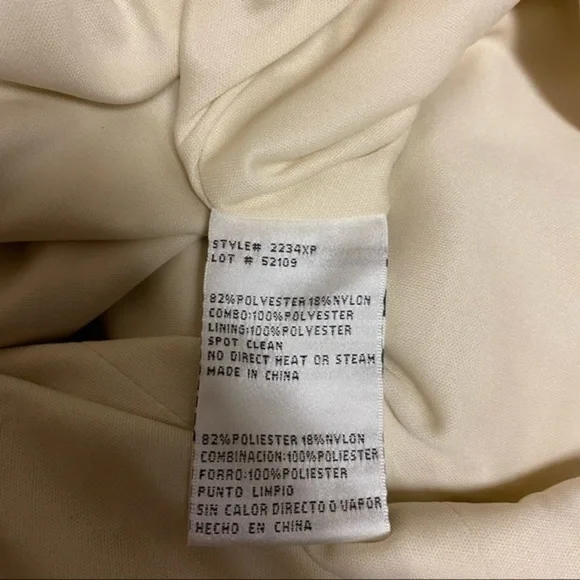 STYLE# 2234XP
LOT # 52109
82%POLYESTER 18%NYLON
COMBO:100%POLYESTER
LINING:100%POLYESTER
SPOT CLEAN
NO DIRECT HEAT OR STEAM
MADE IN CHINA
82%POLIESTER 18%NYLON
COMBINACION:100%POLIESTER
FORRO:100%POLIESTER
PUNTO LIMPIO
SIN CALOR DIRECTO O VAPOR
HECHO EN CHINA